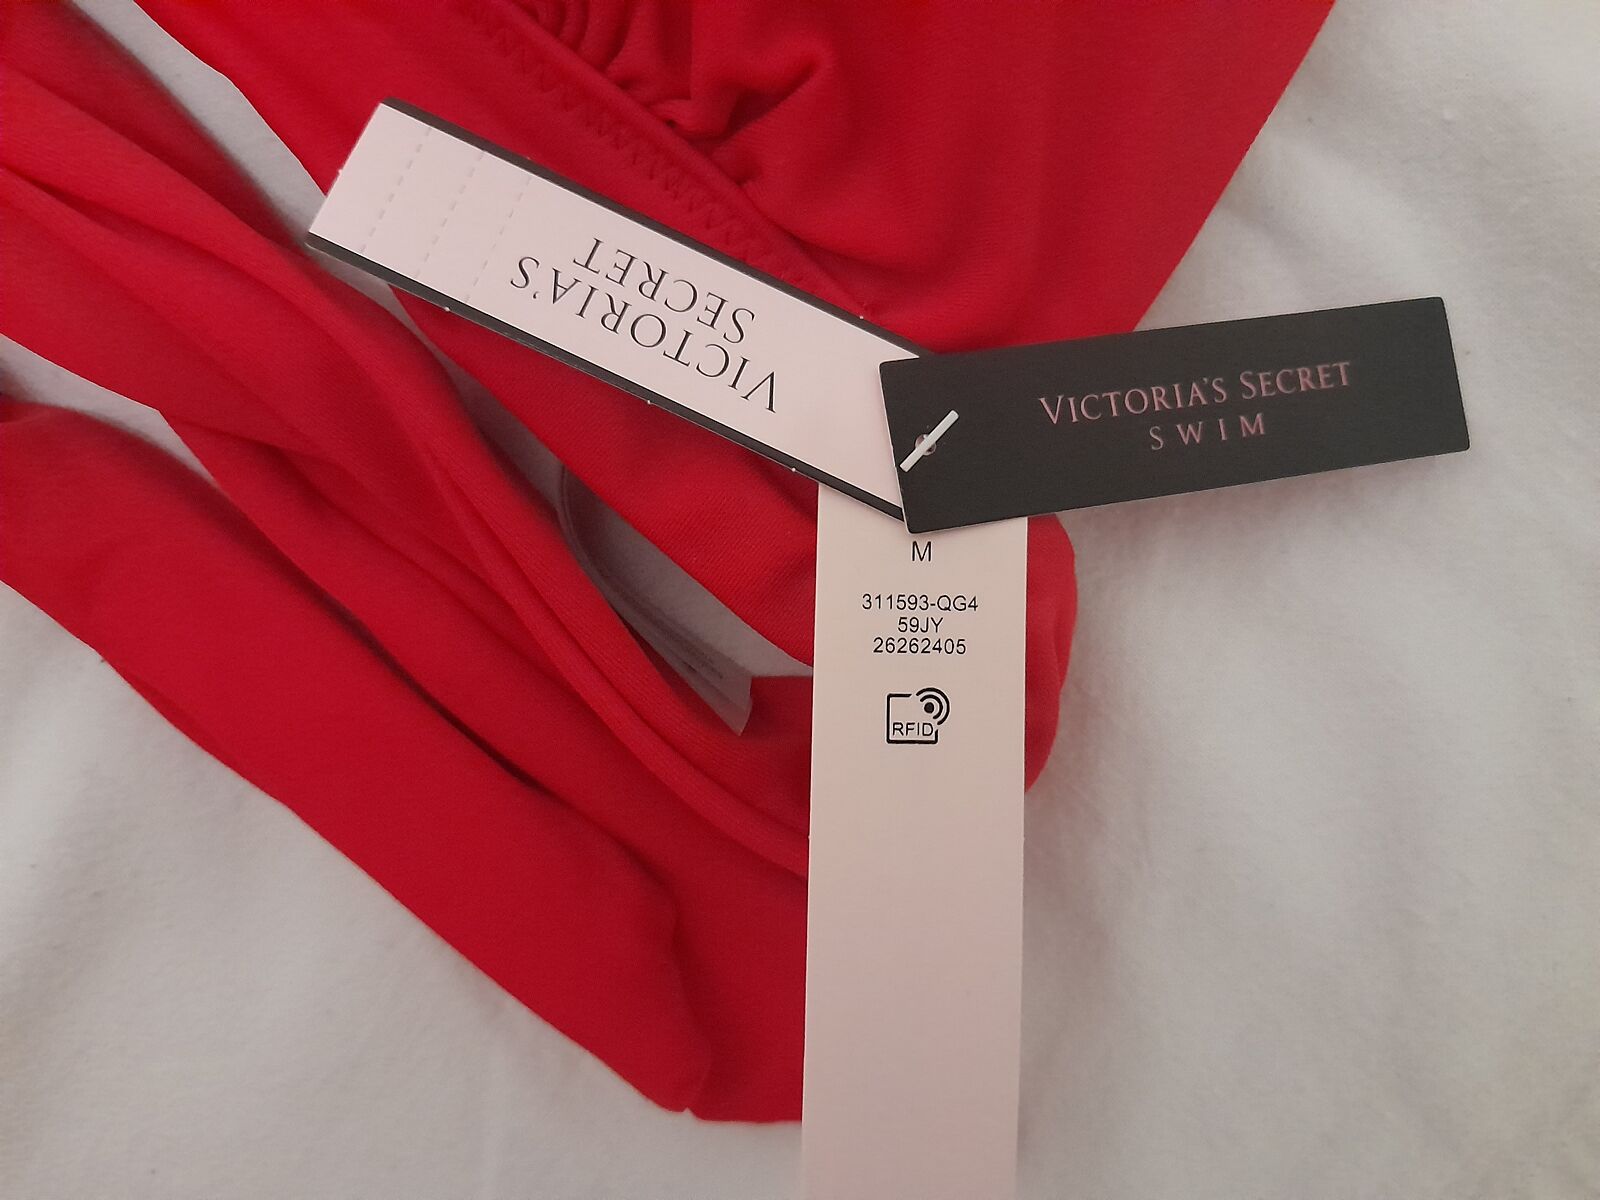 VICTORIA'S
SECRET
VICTORIA'S SECRET
SWIM
M
311593-QG4
59JY
26262405
RFID